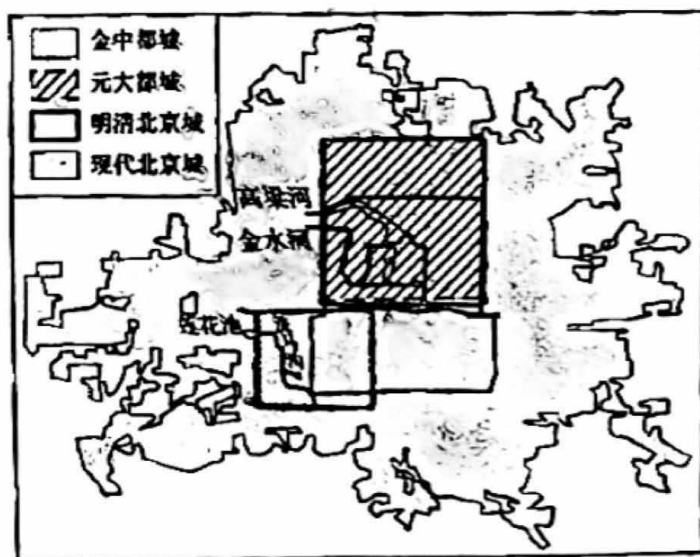 金中都城
元大都城
明清北京城
现代北京城
高梁河
金水河
莲花池